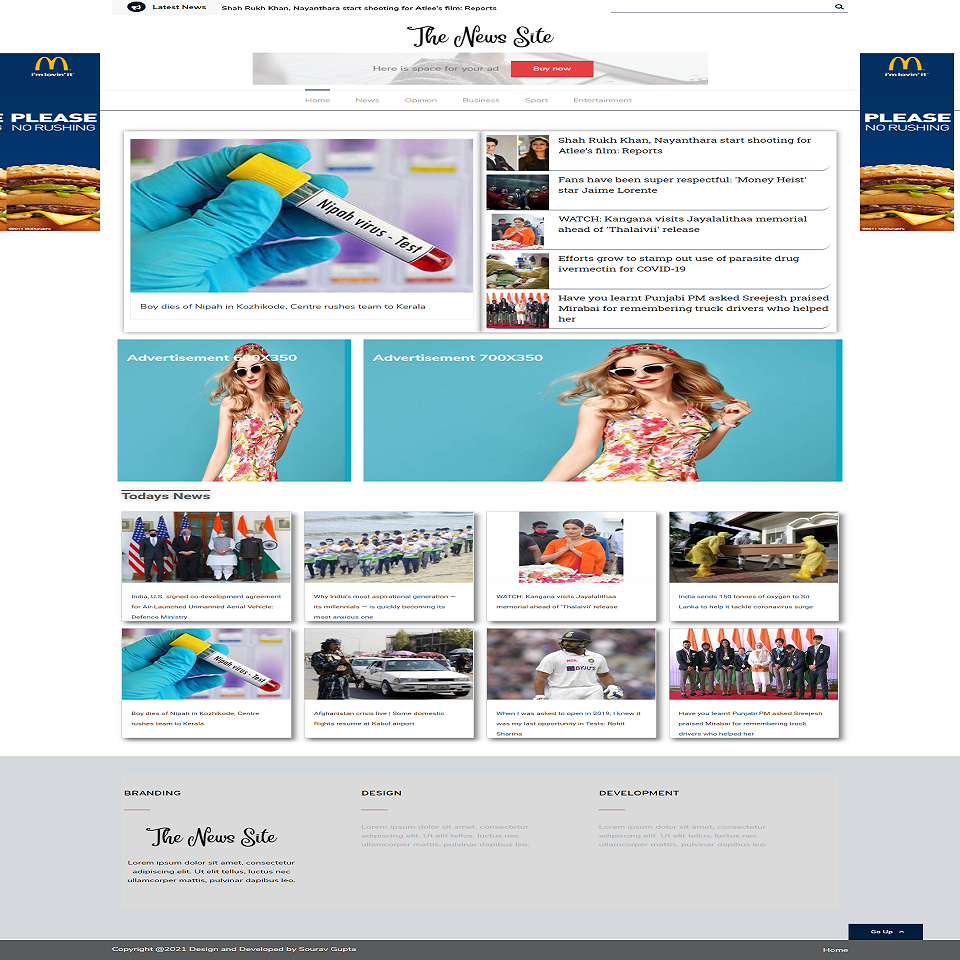 Latest News
Shah Rukh Khan, Nayanthara start shooting for Atlee's film: Reports
The News Site
Here is space for your ad
Buy now
i'm lovin' it
i'm lovin' it
PLEASE
NO RUSHING
PLEASE
NO RUSHING
©2011 McDonald's
©2011 McDonald's
Home
News
Opinion
Business
Sport
Entertainment
Nipah virus - Test
Boy dies of Nipah in Kozhikode, Centre rushes team to Kerala
Shah Rukh Khan, Nayanthara start shooting for
Atlee's film: Reports
Fans have been super respectful: 'Money Heist'
star Jaime Lorente
WATCH: Kangana visits Jayalalithaa memorial
ahead of 'Thalaivii' release
Efforts grow to stamp out use of parasite drug
ivermectin for COVID-19
Have you learnt Punjabi PM asked Sreejesh praised
Mirabai for remembering truck drivers who helped
her
Advertisement 600X350
Advertisement 700X350
Todays News
India, U.S. signed co-development agreement
for Air-Launched Unmanned Aerial Vehicle:
Defence Ministry
Why India's most aspirational generation —
its millennials — is quickly becoming its
most anxious one
WATCH: Kangana visits Jayalalithaa
memorial ahead of 'Thalaivii' release
India sends 150 tonnes of oxygen to Sri
Lanka to help it tackle coronavirus surge
Nipah virus - Test
BYJU'S
Boy dies of Nipah in Kozhikode, Centre
rushes team to Kerala
Afghanistan crisis live | Some domestic
flights resume at Kabul airport
When I was asked to open in 2019, I knew it
was my last opportunity in Tests: Rohit
Sharma
Have you learnt Punjabi PM asked Sreejesh
praised Mirabai for remembering truck
drivers who helped her
BRANDING
The News Site
Lorem ipsum dolor sit amet, consectetur
adipiscing elit. Ut elit tellus, luctus nec
ullamcorper mattis, pulvinar dapibus leo.
DESIGN
Lorem ipsum dolor sit amet, consectetur
adipiscing elit. Ut elit tellus, luctus nec
ullamcorper mattis, pulvinar dapibus leo.
DEVELOPMENT
Lorem ipsum dolor sit amet, consectetur
adipiscing elit. Ut elit tellus, luctus nec
ullamcorper mattis, pulvinar dapibus leo.
Go Up
Copyright @2021 Design and Developed by Sourav Gupta
Home